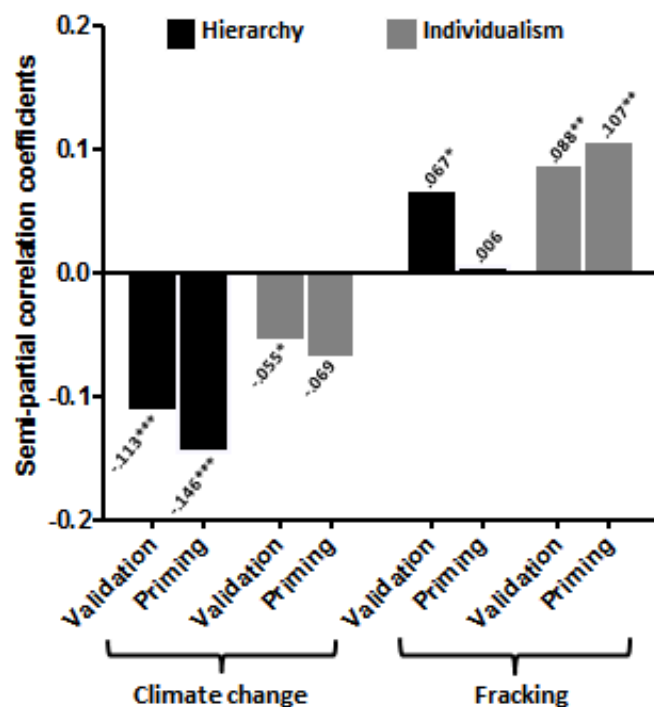 Hierarchy
Individualism
Semi-partial correlation coefficients
0.2
0.1
0.0
-0.1
-0.2
-.113***
-.146***
-.055*
-.069
.067*
.006
.088**
.107**
Validation
Priming
Validation
Priming
Validation
Priming
Validation
Priming
Climate change
Fracking